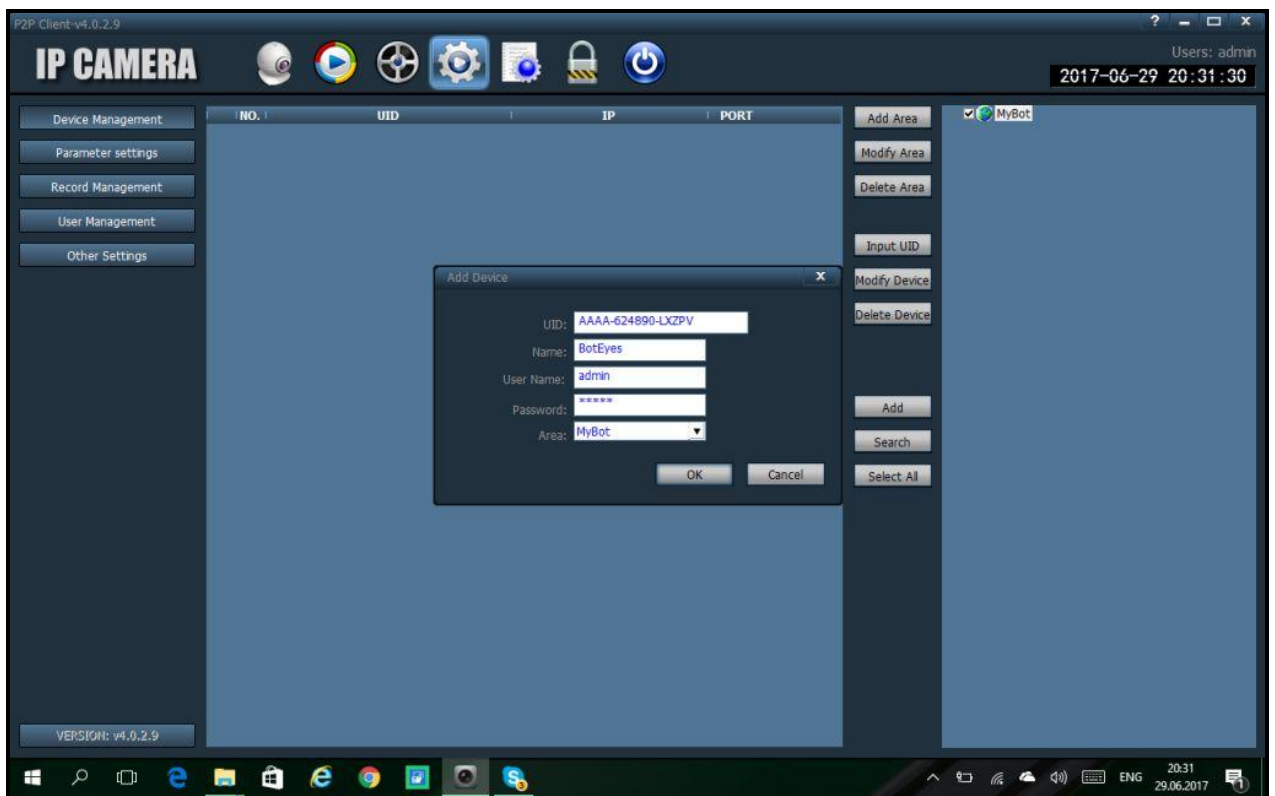 P2P Client-v4.0.2.9
?
IP CAMERA
Users: admin
2017-06-29 20:31:30
Device Management
Parameter settings
Record Management
User Management
Other Settings
NO. UID IP PORT
Add Area
Modify Area
Delete Area
Input UID
Modify Device
Delete Device
Add
Search
Select All
MyBot
Add Device
UID: AAAA-624890-LXZPV
Name: BotEyes
User Name: admin
Password: *****
Area: MyBot
OK Cancel
VERSION: v4.0.2.9
ENG
20:31
29.06.2017